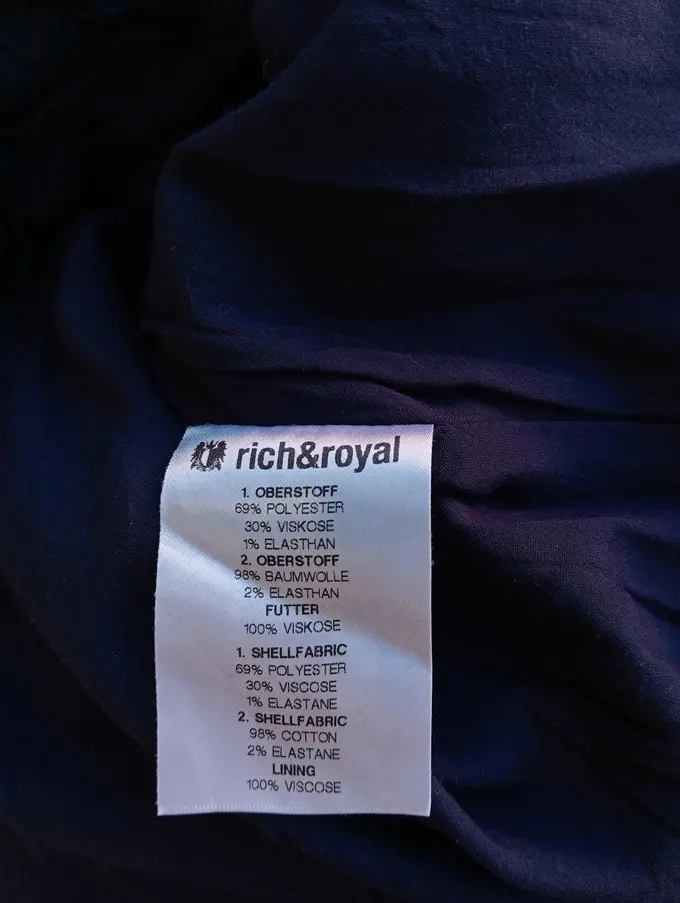 rich&royal
1. OBERSTOFF
69% POLYESTER
30% VISKOSE
1% ELASTHAN
2. OBERSTOFF
98% BAUMWOLLE
2% ELASTHAN
FUTTER
100% VISKOSE
1. SHELLFABRIC
69% POLYESTER
30% VISCOSE
1% ELASTANE
2. SHELLFABRIC
98% COTTON
2% ELASTANE
LINING
100% VISCOSE